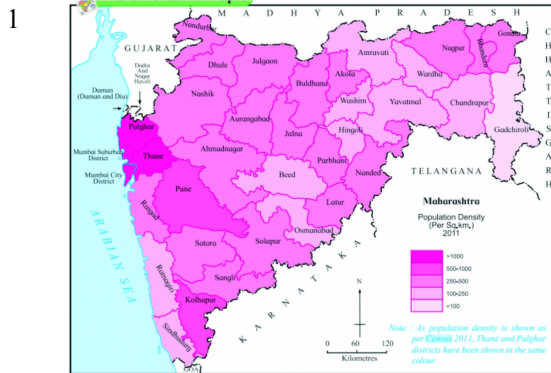 1
M A D H Y A P R A D E S H
GUJARAT
Nandurbar
Dhule
Jalgaon
Buldhana
Akola
Amravati
Wardha
Nagpur
Bhandara
Gondia
CHHATTISGARH
Dadra
And
Nagar
Haveli
Daman
(Daman and Diu)
Nashik
Aurangabad
Jalna
Washim
Hingoli
Yavatmal
Chandrapur
Gadchiroli
Palghar
Thane
Mumbai Suburban
District
Mumbai City
District
Ahmadnagar
Parbhani
Nanded
Beed
Pune
Raigad
Latur
Osmanabad
TELANGANA
ARABIAN SEA
Satara
Solapur
Ratnagiri
Sangli
Kolhapur
Sindhudurg
GOA
KARNATAKA
Maharashtra
Population Density
(Per Sq.km.)
2011
>1000
500-1000
250-500
100-250
<100
N
0 60 120
Kilometres
Note : As population density is shown as
per Census 2011, Thane and Palghar
districts have been shown in the same
colour.